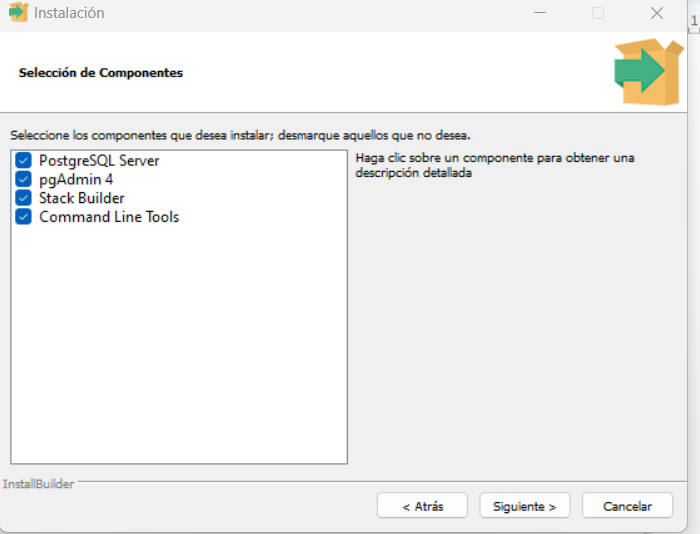 Instalación
1
Selección de Componentes
Seleccione los componentes que desea instalar; desmarque aquellos que no desea.
PostgreSQL Server
pgAdmin 4
Stack Builder
Command Line Tools
Haga clic sobre un componente para obtener una
descripción detallada
InstallBuilder
< Atrás
Siguiente >
Cancelar